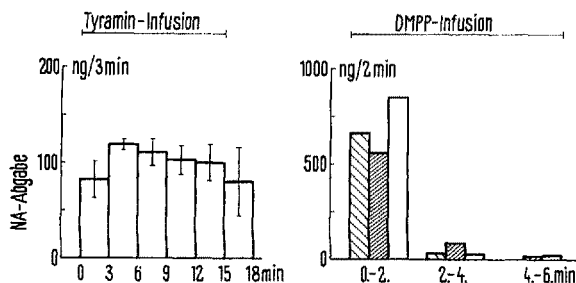 Tyramin-Infusion
DMPP-Infusion
200
ng/3min
100
0
NA-Abgabe
0 3 6 9 12 15 18min
1000
ng/2min
500
0
0.-2. 2.-4. 4.-6.min